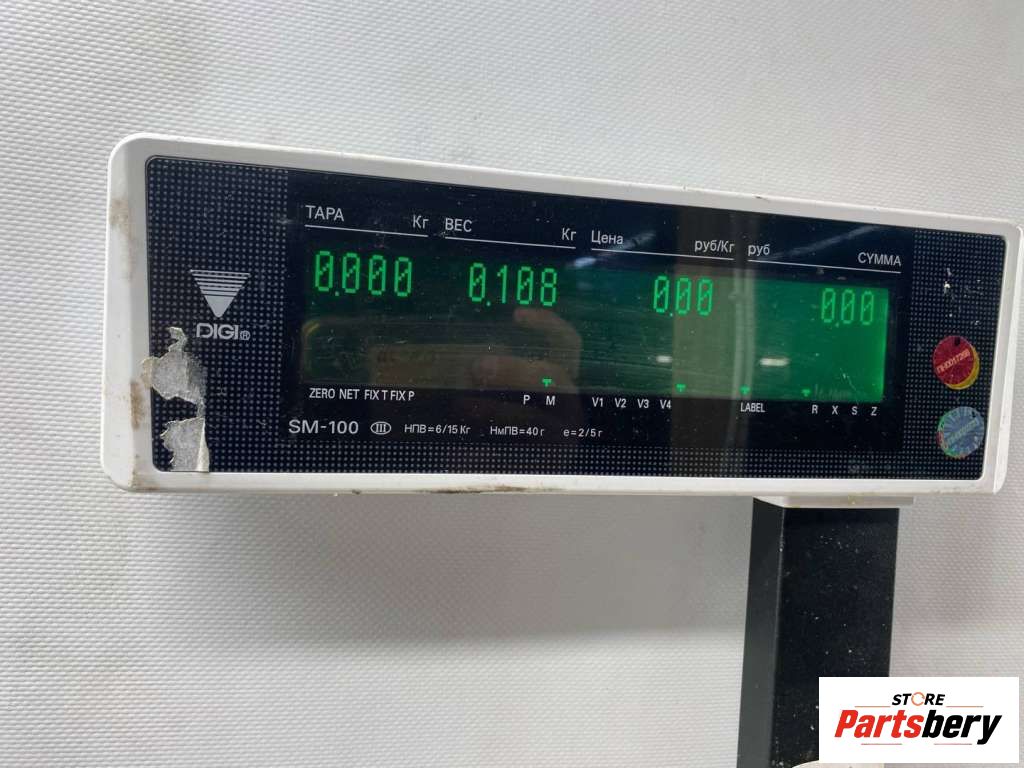 ТАРА Кг ВЕС Кг Цена руб/Кг руб СУММА
0.000 0.108 0.00 0.00
DIGI®
ZERO NET FIX T FIX P P M V1 V2 V3 V4 LABEL R X S Z
SM-100 III НПВ=6/15 Кг НмПВ=40 г e=2/5 г
STORE
Partsbery